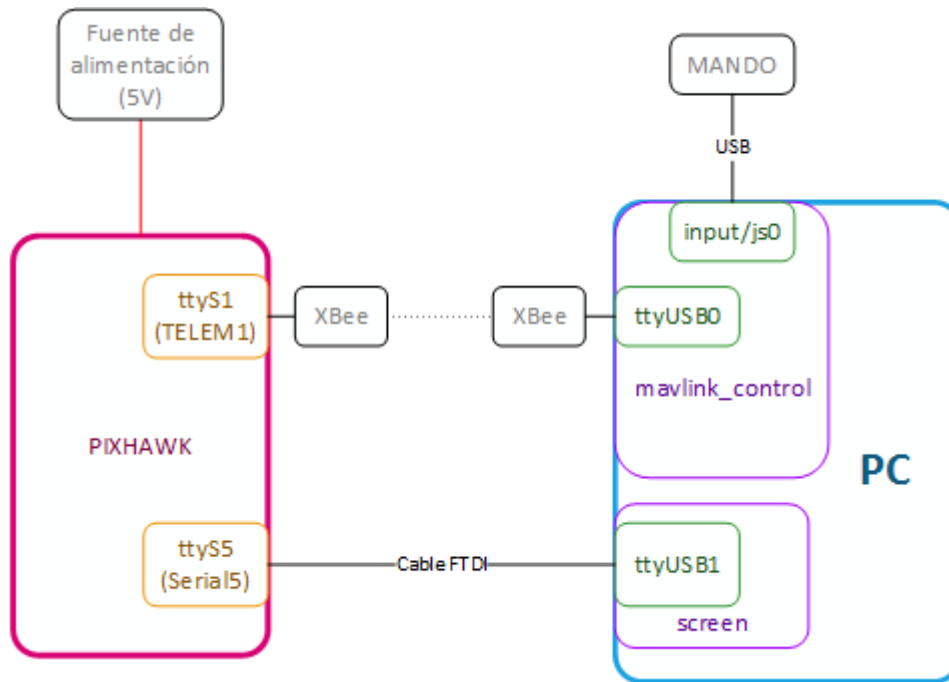 Fuente de
alimentación
(5V)
MANDO
USB
input/js0
ttyS1
(TELEM1)
XBee
XBee
ttyUSB0
mavlink_control
PIXHAWK
PC
ttyS5
(Serial5)
Cable FTDI
ttyUSB1
screen